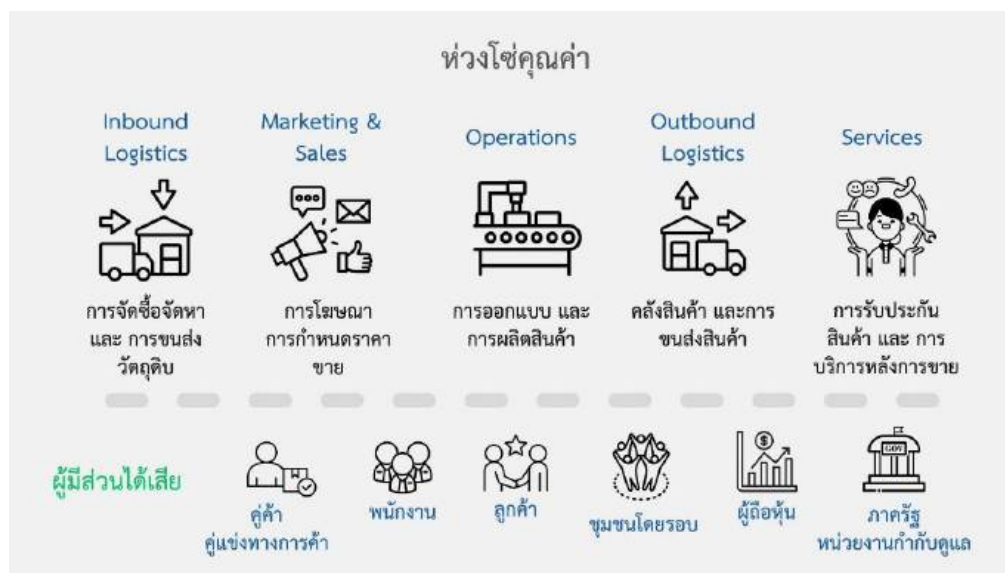 ห่วงโซ่คุณค่า
Inbound
Logistics
Marketing &
Sales
Operations
Outbound
Logistics
Services
การจัดซื้อจัดหา
และ การขนส่ง
วัตถุดิบ
การโฆษณา
การกำหนดราคา
ขาย
การออกแบบ และ
การผลิตสินค้า
คลังสินค้า และการ
ขนส่งสินค้า
การรับประกัน
สินค้า และ การ
บริการหลังการขาย
ผู้มีส่วนได้เสีย
คู่ค้า
คู่แข่งทางการค้า
พนักงาน
ลูกค้า
ชุมชนโดยรอบ
ผู้ถือหุ้น
GOV
ภาครัฐ
หน่วยงานกำกับดูแล